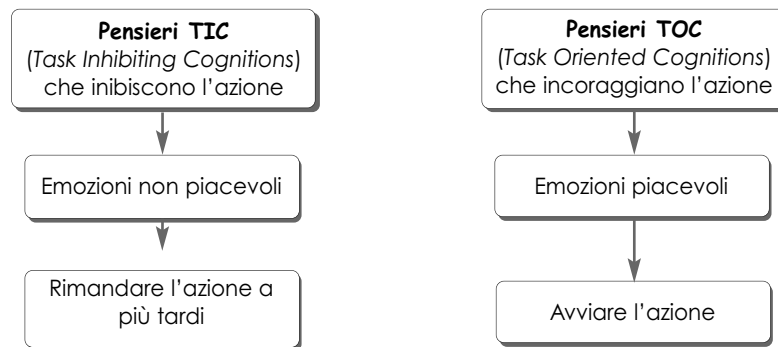 Pensieri TIC
(Task Inhibiting Cognitions)
che inibiscono l’azione
Emozioni non piacevoli
Rimandare l’azione a
più tardi
Pensieri TOC
(Task Oriented Cognitions)
che incoraggiano l’azione
Emozioni piacevoli
Avviare l’azione